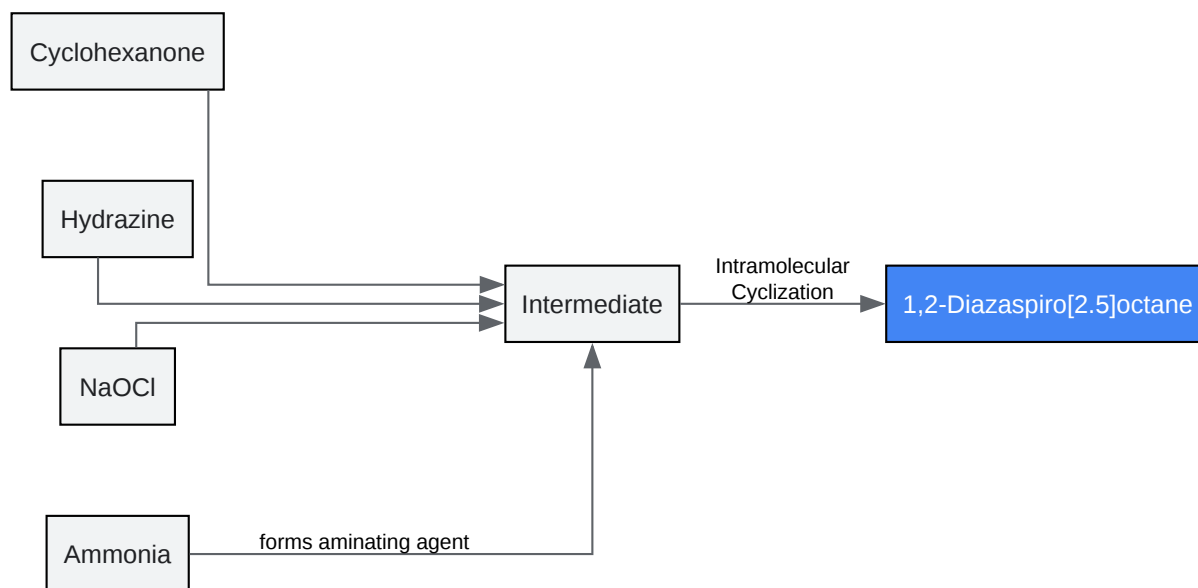 Cyclohexanone
Hydrazine
Intramolecular
Cyclization
Intermediate
1,2-Diazaspiro[2.5]octane
NaOCl
forms aminating agent
Ammonia